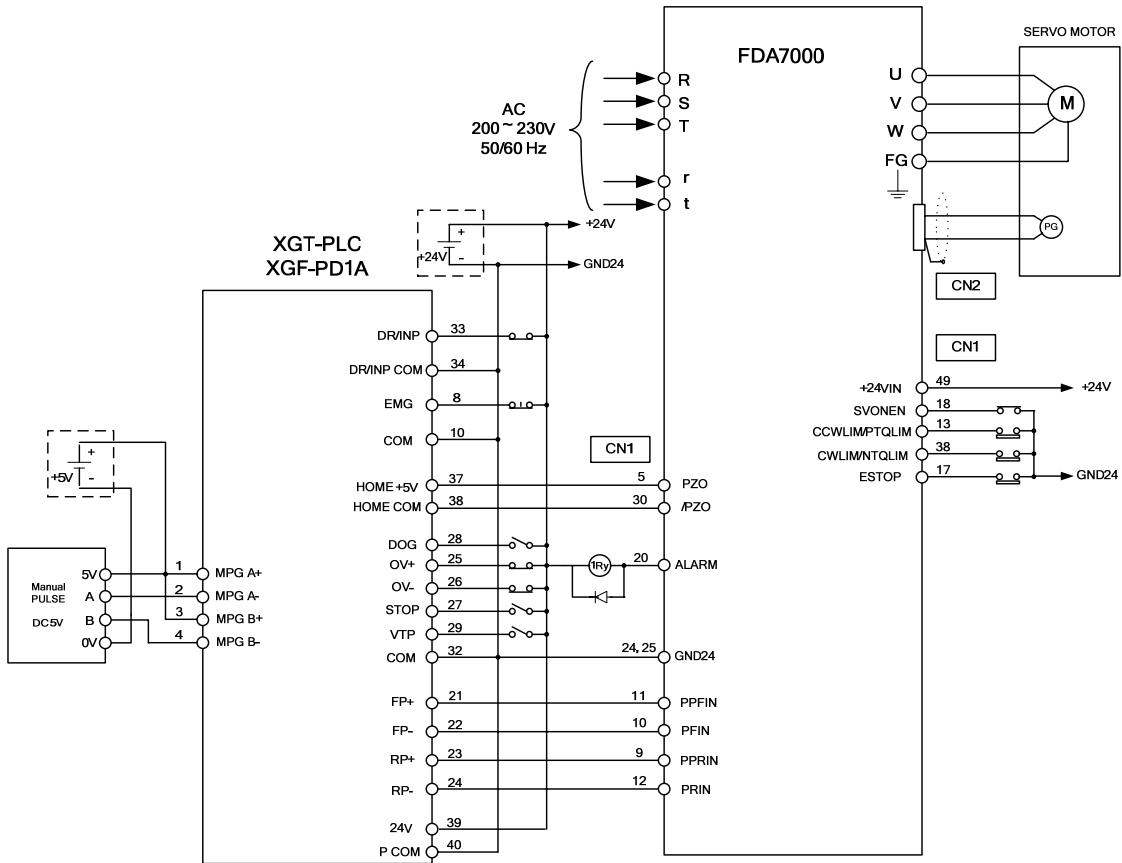 FDA7000
SERVO MOTOR
U
V
W
FG
M
PG
R
S
T
r
t
AC
200 ~ 230V
50/60 Hz
+
+24V
-
+24V
GND24
CN2
CN1
XGT-PLC
XGF-PD1A
DR/INP 33
DR/INP COM 34
EMG 8
COM 10
HOME +5V 37
HOME COM 38
DOG 28
OV+ 25
OV- 26
STOP 27
VTP 29
COM 32
FP+ 21
FP- 22
RP+ 23
RP- 24
24V 39
P COM 40
+
+5V
-
Manual
PULSE
DC 5V
5V
A
B
0V
1 MPG A+
2 MPG A-
3 MPG B+
4 MPG B-
CN1
5 PZO
30 /PZO
1Ry
20 ALARM
24, 25 GND24
11 PPFIN
10 PFIN
9 PPRIN
12 PRIN
+24VIN 49 +24V
SVONEN 18
CCWLIM/PTQLIM 13
CWLIM/NTQLIM 38
ESTOP 17 GND24